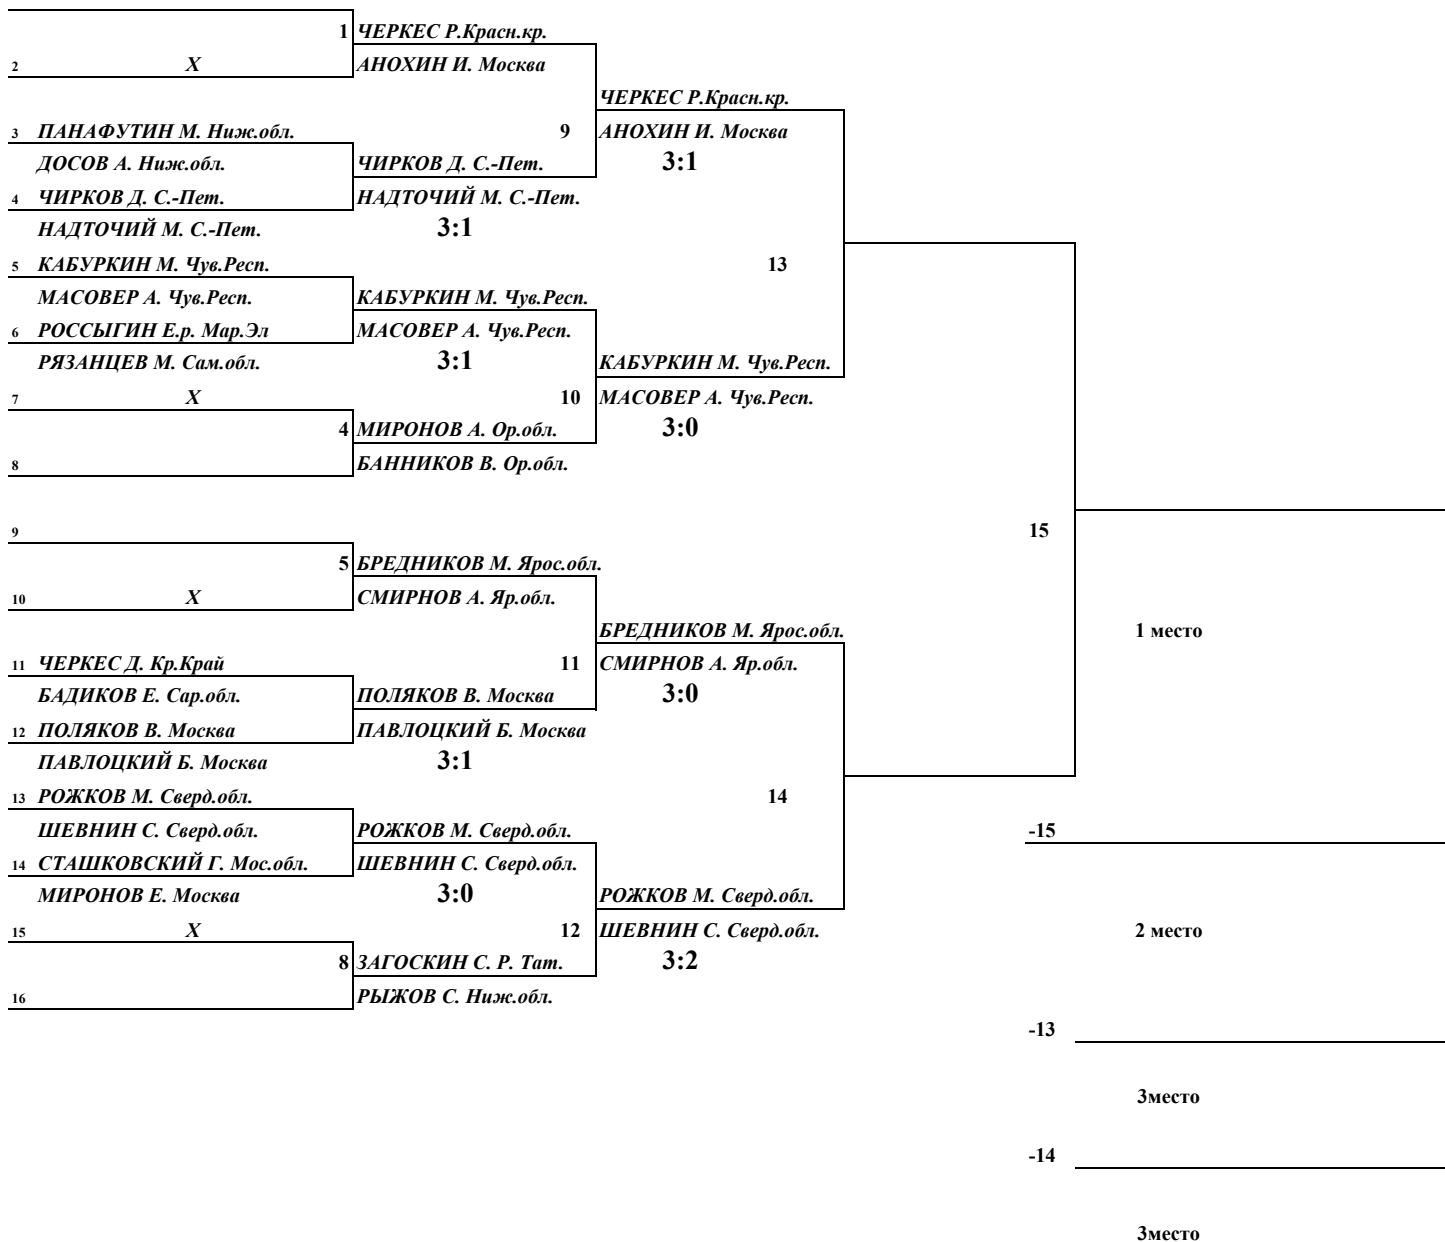 1 ЧЕРКЕС Р.Красн.кр.
2 X АНОХИН И. Москва
ЧЕРКЕС Р.Красн.кр.
3 ПАНАФУТИН М. Ниж.обл. 9 АНОХИН И. Москва
ДОСОВ А. Ниж.обл. ЧИРКОВ Д. С.-Пет. 3:1
4 ЧИРКОВ Д. С.-Пет. НАДТОЧИЙ М. С.-Пет.
НАДТОЧИЙ М. С.-Пет. 3:1
5 КАБУРКИН М. Чув.Респ. 13
МАСОВЕР А. Чув.Респ. КАБУРКИН М. Чув.Респ.
6 РОССЫГИН Е.р. Мар.Эл МАСОВЕР А. Чув.Респ.
РЯЗАНЦЕВ М. Сам.обл. 3:1 КАБУРКИН М. Чув.Респ.
7 X 10 МАСОВЕР А. Чув.Респ.
4 МИРОНОВ А. Ор.обл. 3:0
8 БАННИКОВ В. Ор.обл.
9 15
5 БРЕДНИКОВ М. Ярос.обл.
10 X СМИРНОВ А. Яр.обл.
БРЕДНИКОВ М. Ярос.обл. 1 место
11 ЧЕРКЕС Д. Кр.Край 11 СМИРНОВ А. Яр.обл.
БАДИКОВ Е. Сар.обл. ПОЛЯКОВ В. Москва 3:0
12 ПОЛЯКОВ В. Москва ПАВЛОЦКИЙ Б. Москва
ПАВЛОЦКИЙ Б. Москва 3:1
13 РОЖКОВ М. Сверд.обл. 14
ШЕВНИН С. Сверд.обл. РОЖКОВ М. Сверд.обл. -15
14 СТАШКОВСКИЙ Г. Мос.обл. ШЕВНИН С. Сверд.обл.
МИРОНОВ Е. Москва 3:0 РОЖКОВ М. Сверд.обл.
15 X 12 ШЕВНИН С. Сверд.обл. 2 место
8 ЗАГОСКИН С. Р. Тат. 3:2
16 РЫЖОВ С. Ниж.обл.
-13
3место
-14
3место